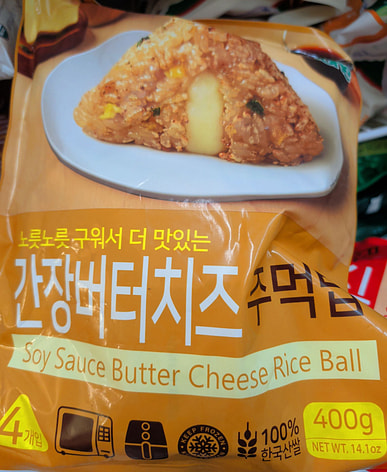 노릇노릇 구워서 더 맛있는
간장버터치즈 주먹밥
Soy Sauce Butter Cheese Rice Ball
4개입
KEEP FROZEN
100%
한국산쌀
400g
NET WT. 14.1oz